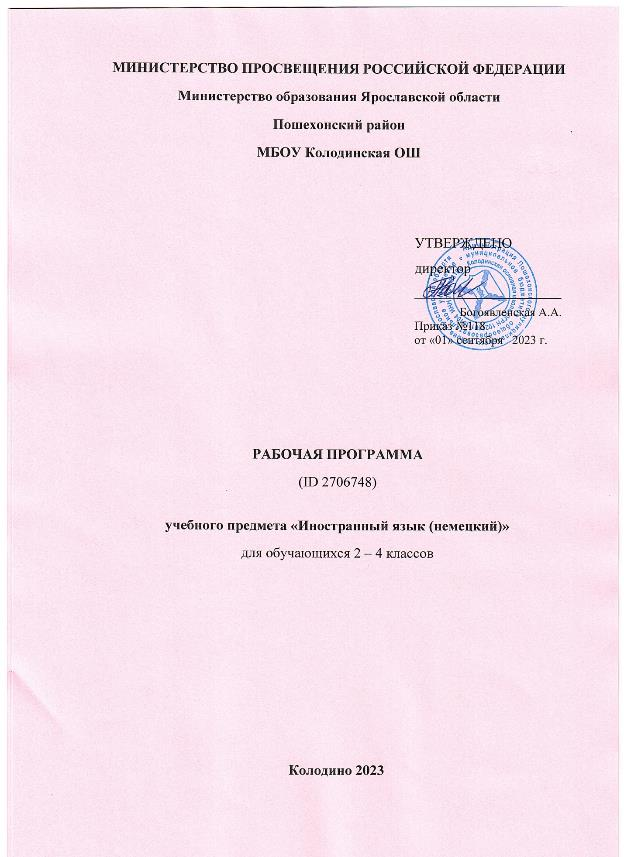 МИНИСТЕРСТВО ПРОСВЕЩЕНИЯ РОССИЙСКОЙ ФЕДЕРАЦИИ
Министерство образования Ярославской области
Пошехонский район
МБОУ Колодинская ОШ
УТВЕРЖДЕНО
директор
Богоявленская А.А.
Приказ №118
от «01» сентября 2023 г.
РАБОЧАЯ ПРОГРАММА
(ID 2706748)
учебного предмета «Иностранный язык (немецкий)»
для обучающихся 2 – 4 классов
Колодино 2023